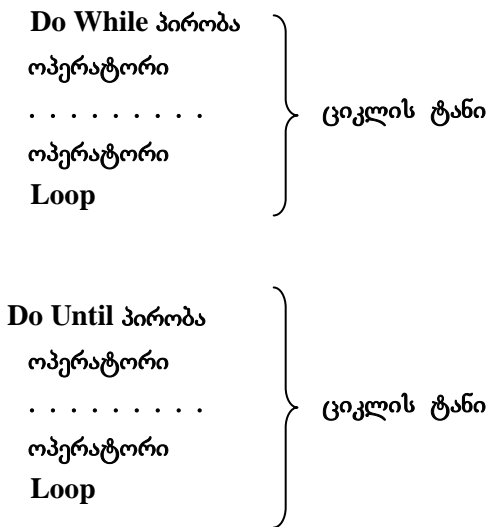 Do While პირობა
ოპერატორი
. . . . . . . . .
ციკლის ტანი
ოპერატორი
Loop
Do Until პირობა
ოპერატორი
. . . . . . . . .
ციკლის ტანი
ოპერატორი
Loop